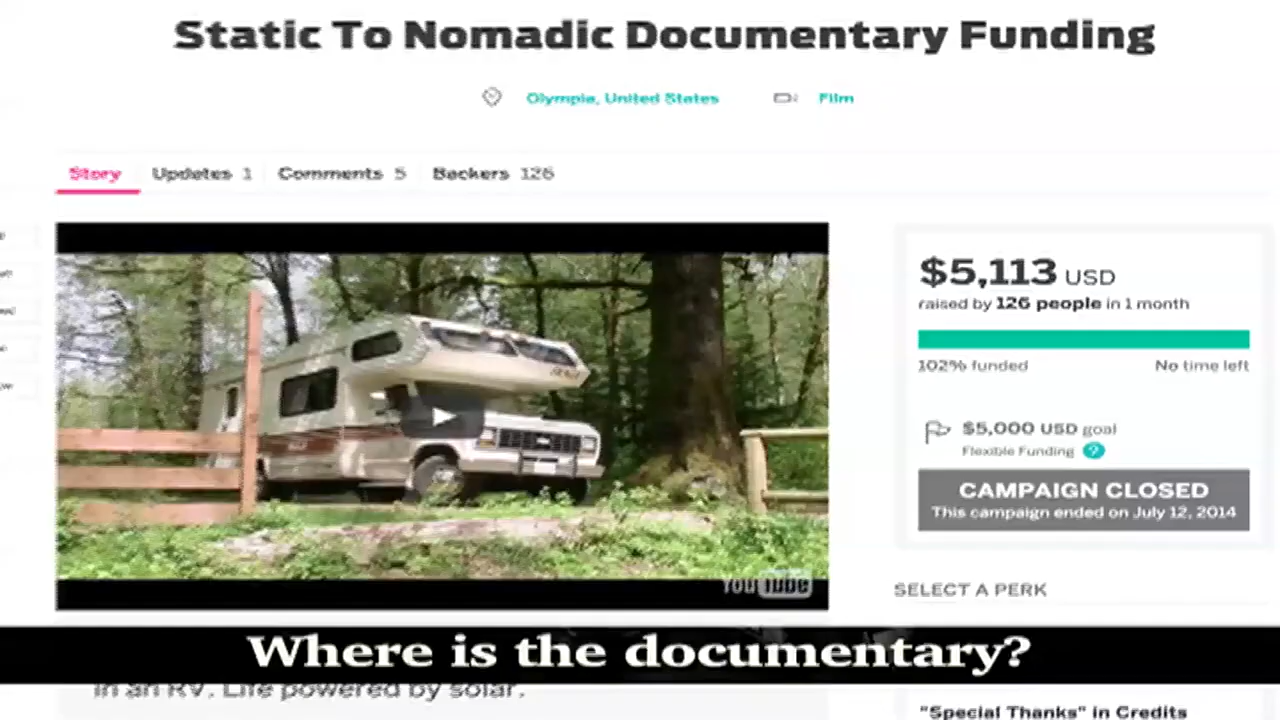 Static To Nomadic Documentary Funding
Olympia, United States Film
Story Updates 1 Comments 5 Backers 126
$5,113 USD
raised by 126 people in 1 month
102% funded No time left
$5,000 USD goal
Flexible Funding ?
CAMPAIGN CLOSED
This campaign ended on July 12, 2014
You Tube
SELECT A PERK
Where is the documentary?
in an RV. Life powered by solar.
"Special Thanks" in Credits